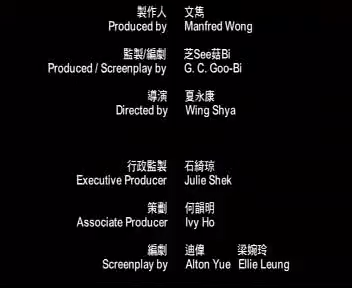 製作人 文雋
Produced by Manfred Wong
監製/編劇 芝See菇Bi
Produced / Screenplay by G. C. Goo-Bi
導演 夏永康
Directed by Wing Shya
行政監製 石綺琼
Executive Producer Julie Shek
策劃 何韻明
Associate Producer Ivy Ho
編劇 迪偉 梁婉玲
Screenplay by Alton Yue Ellie Leung